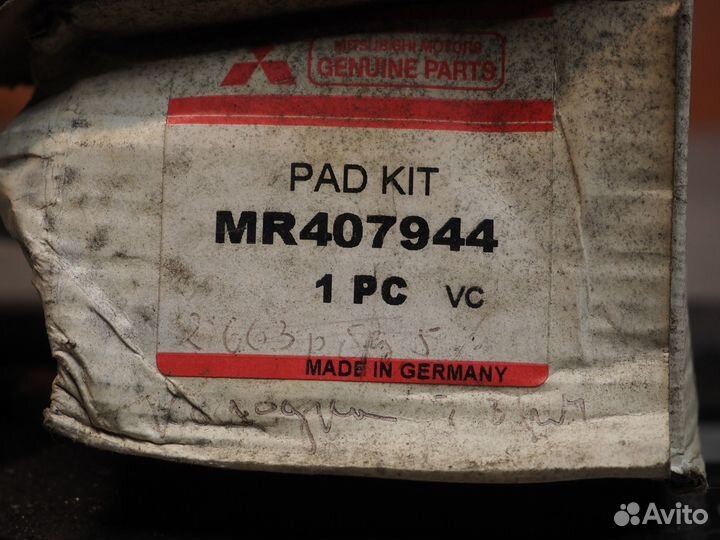 MITSUBISHI MOTORS
GENUINE PARTS
PAD KIT
MR407944
1 PC VC
MADE IN GERMANY
Avito